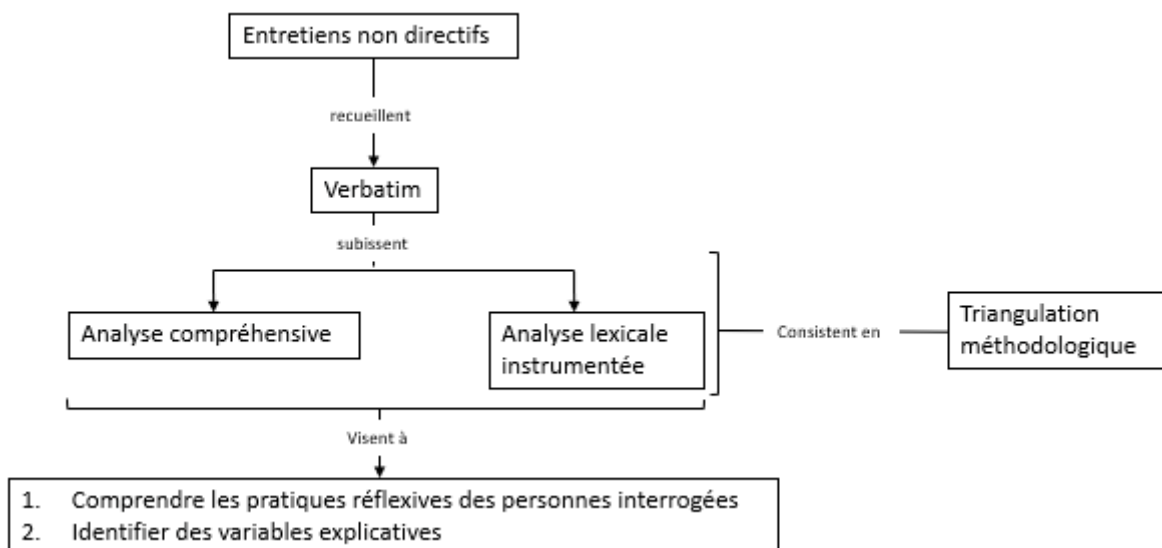 Entretiens non directifs
recueillent
Verbatim
subissent
Analyse compréhensive
Analyse lexicale
instrumentée
Consistent en
Triangulation
méthodologique
Visent à
1. Comprendre les pratiques réflexives des personnes interrogées
2. Identifier des variables explicatives